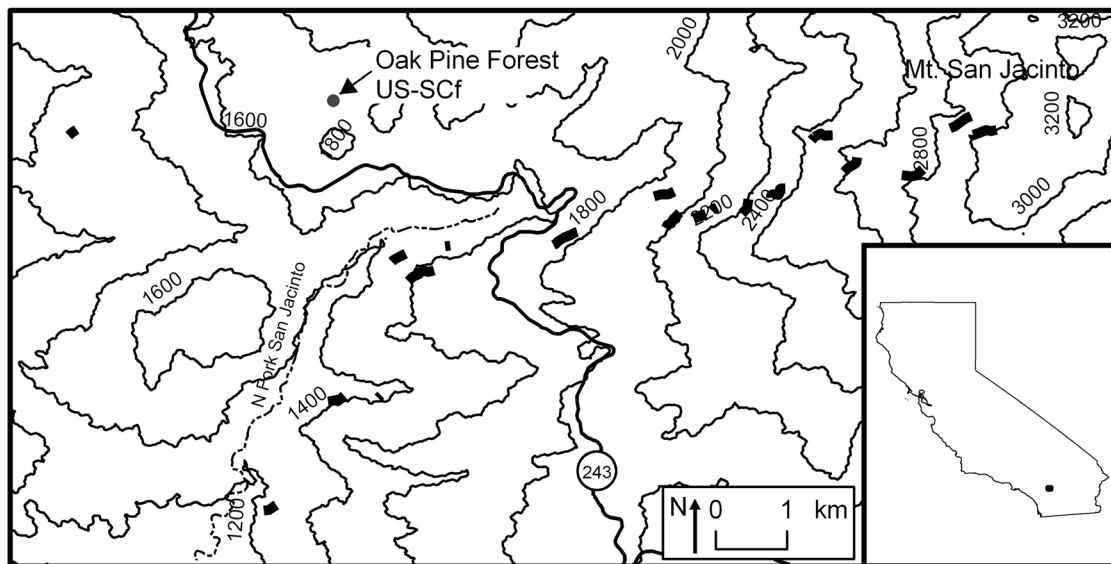 3200
2000
Oak Pine Forest
US-SCf
Mt. San Jacinto
1600
800
3200
2800
1800
2200
2400
3000
1600
N Fork San Jacinto
1400
243
1200
N 0 1 km